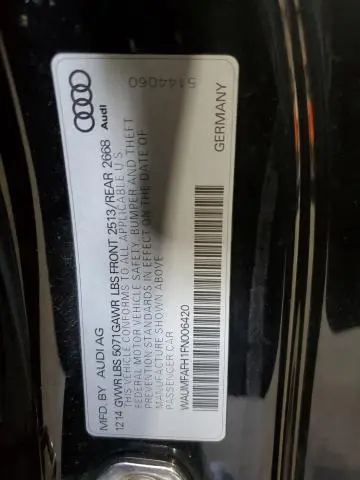 MFD. BY AUDI AG
Audi
12 14 GVWR LBS 5071 GAWR LBS FRONT 2513/REAR 2668
THIS VEHICLE CONFORMS TO ALL APPLICABLE U S
FEDERAL MOTOR VEHICLE SAFETY, BUMPER AND THEFT
PREVENTION STANDARDS IN EFFECT ON THE DATE OF
MANUFACTURE SHOWN ABOVE
PASSENGER CAR
WAUMFAFH1FN006420
5144060
GERMANY